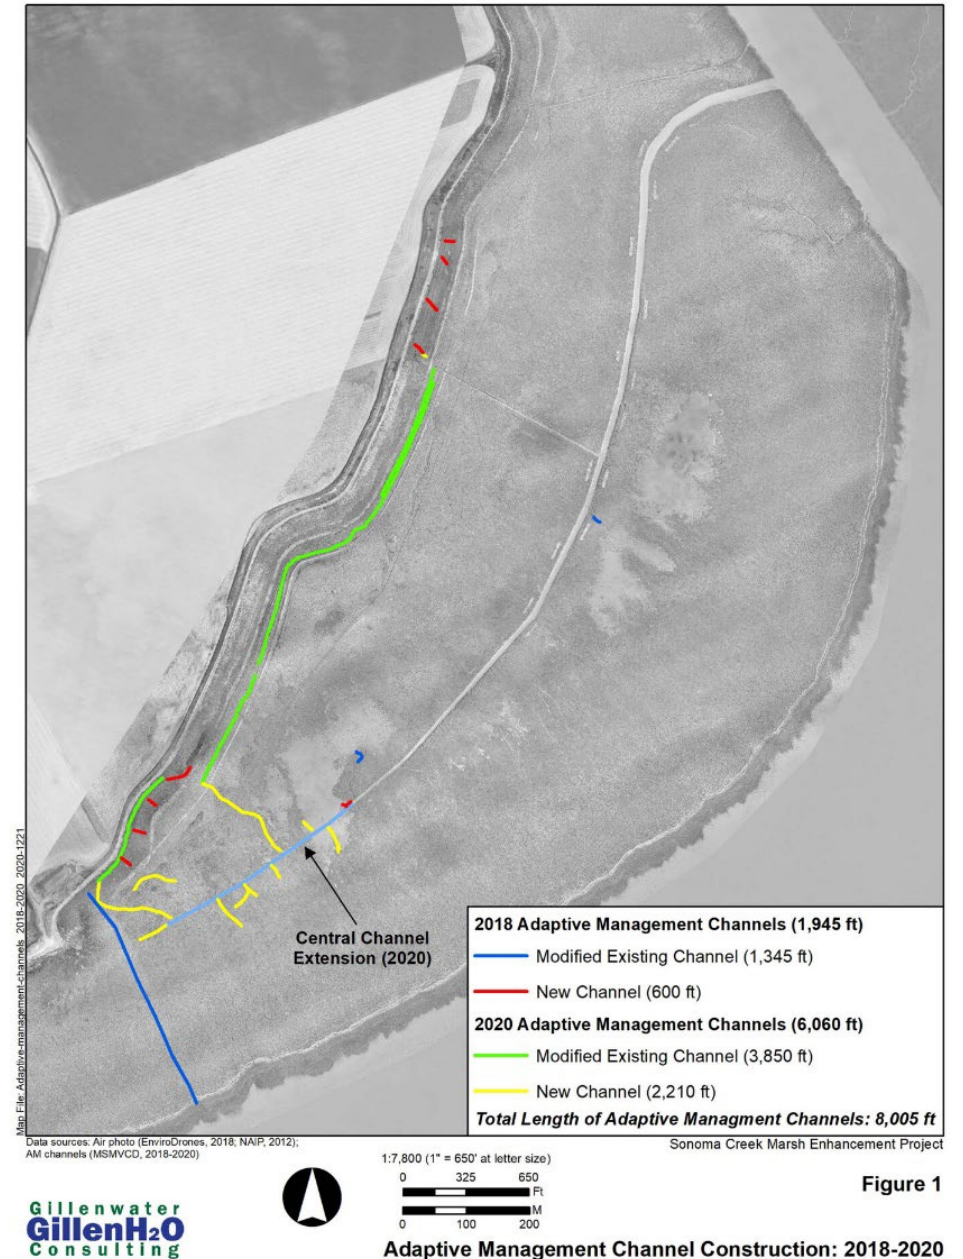 Central Channel
Extension (2020)
2018 Adaptive Management Channels (1,945 ft)
Modified Existing Channel (1,345 ft)
New Channel (600 ft)
2020 Adaptive Management Channels (6,060 ft)
Modified Existing Channel (3,850 ft)
New Channel (2,210 ft)
Total Length of Adaptive Managment Channels: 8,005 ft
Map File: Adaptive-management-channels_2018-2020_2020-1221
Data sources: Air photo (EnviroDrones, 2018; NAIP, 2012);
AM channels (MSMVCD, 2018-2020)
Sonoma Creek Marsh Enhancement Project
1:7,800 (1" = 650' at letter size)
0 325 650
Ft
M
0 100 200
Figure 1
Gillenwater
GillenH2O
Consulting
Adaptive Management Channel Construction: 2018-2020